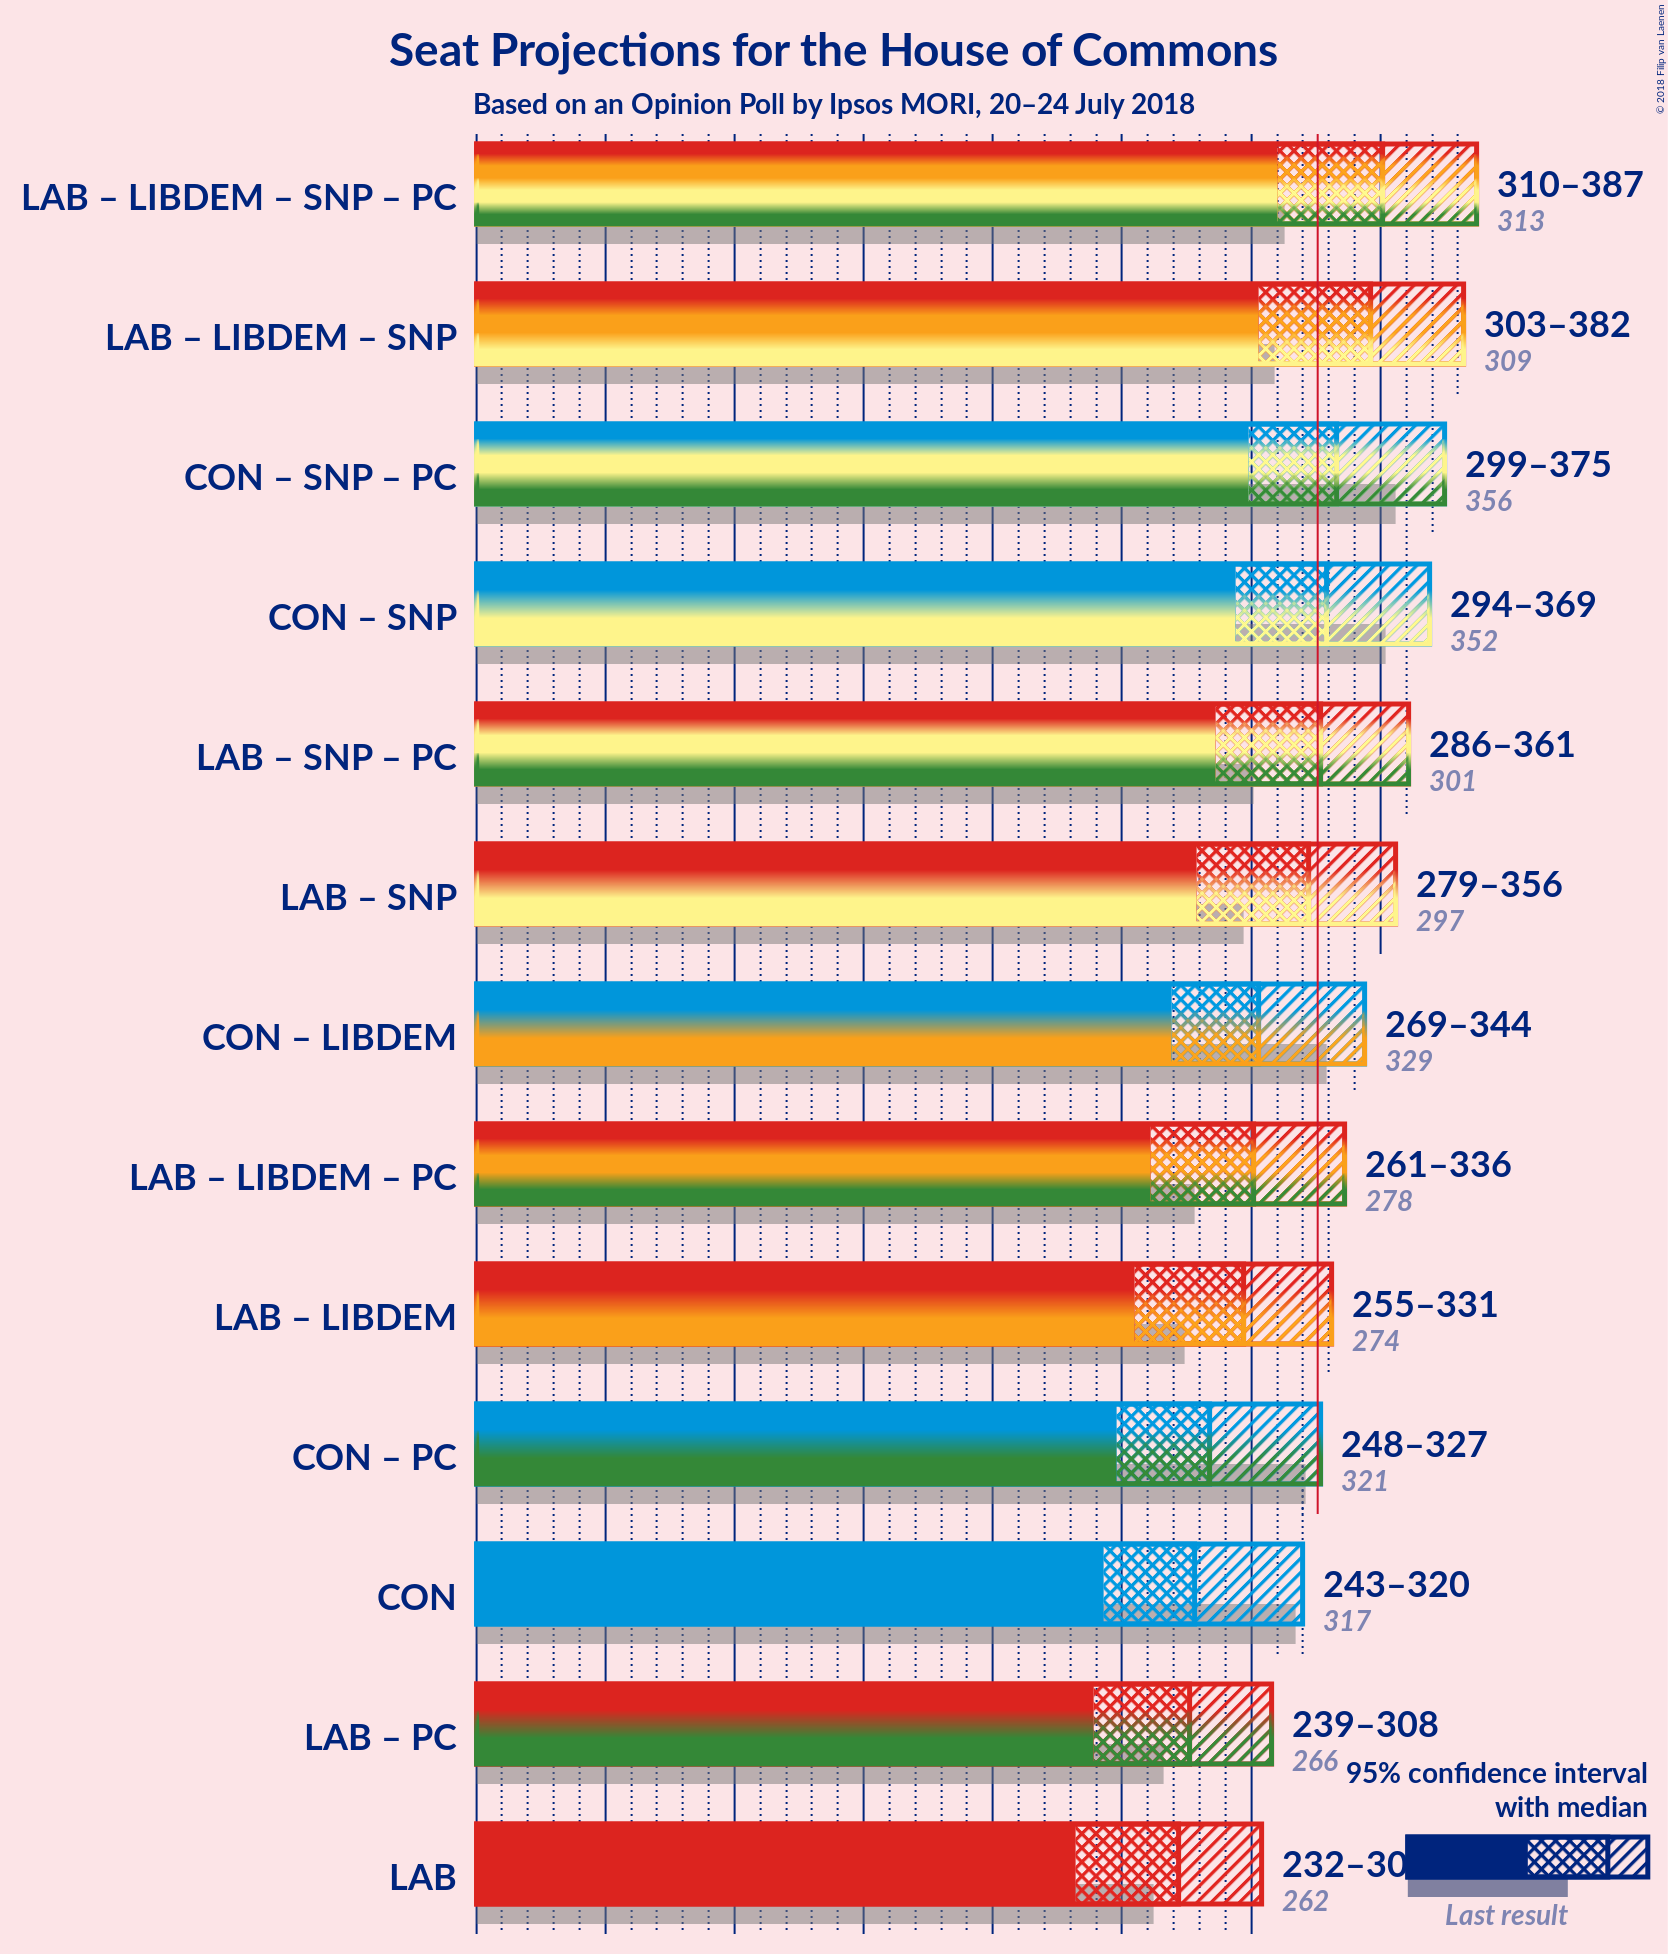 Seat Projections for the House of Commons
Based on an Opinion Poll by Ipsos MORI, 20–24 July 2018
© 2018 Filip van Laenen
LAB – LIBDEM – SNP – PC
310–387
313
LAB – LIBDEM – SNP
303–382
309
CON – SNP – PC
299–375
356
CON – SNP
294–369
352
LAB – SNP – PC
286–361
301
LAB – SNP
279–356
297
CON – LIBDEM
269–344
329
LAB – LIBDEM – PC
261–336
278
LAB – LIBDEM
255–331
274
CON – PC
248–327
321
CON
243–320
317
LAB – PC
239–308
266
95% confidence interval
with median
LAB
232–30
262
Last result